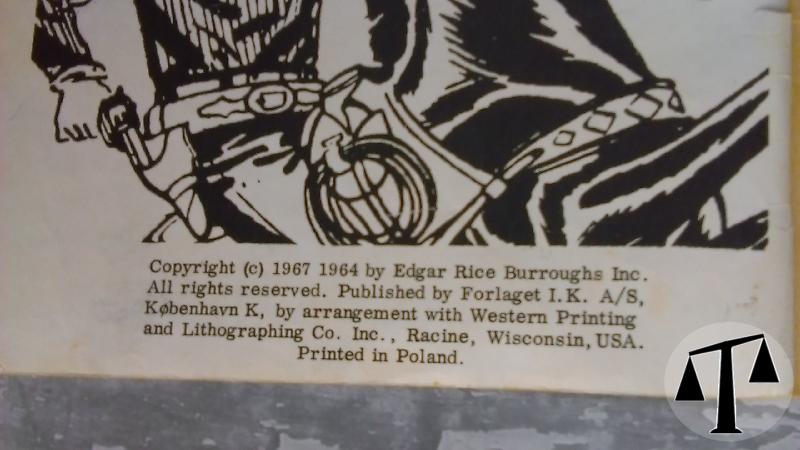 Copyright (c) 1967 1964 by Edgar Rice Burroughs Inc.
All rights reserved. Published by Forlaget I.K. A/S,
København K, by arrangement with Western Printing
and Lithographing Co. Inc., Racine, Wisconsin, USA.
Printed in Poland.